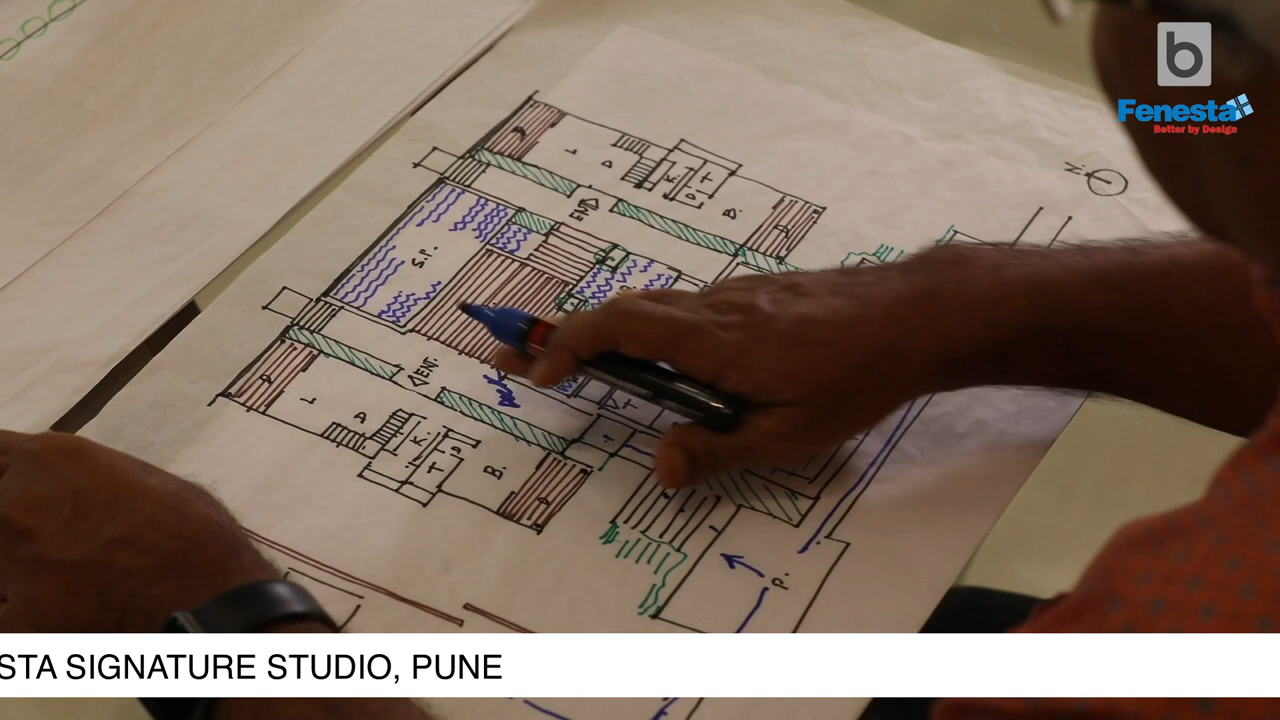 b
Fenesta
Better by Design
N.
D
L
D
K.
T
D
B.
ENT
S.P.
ENT
D
L
D
K.
D
T
B.
D
T
P.
STA SIGNATURE STUDIO, PUNE